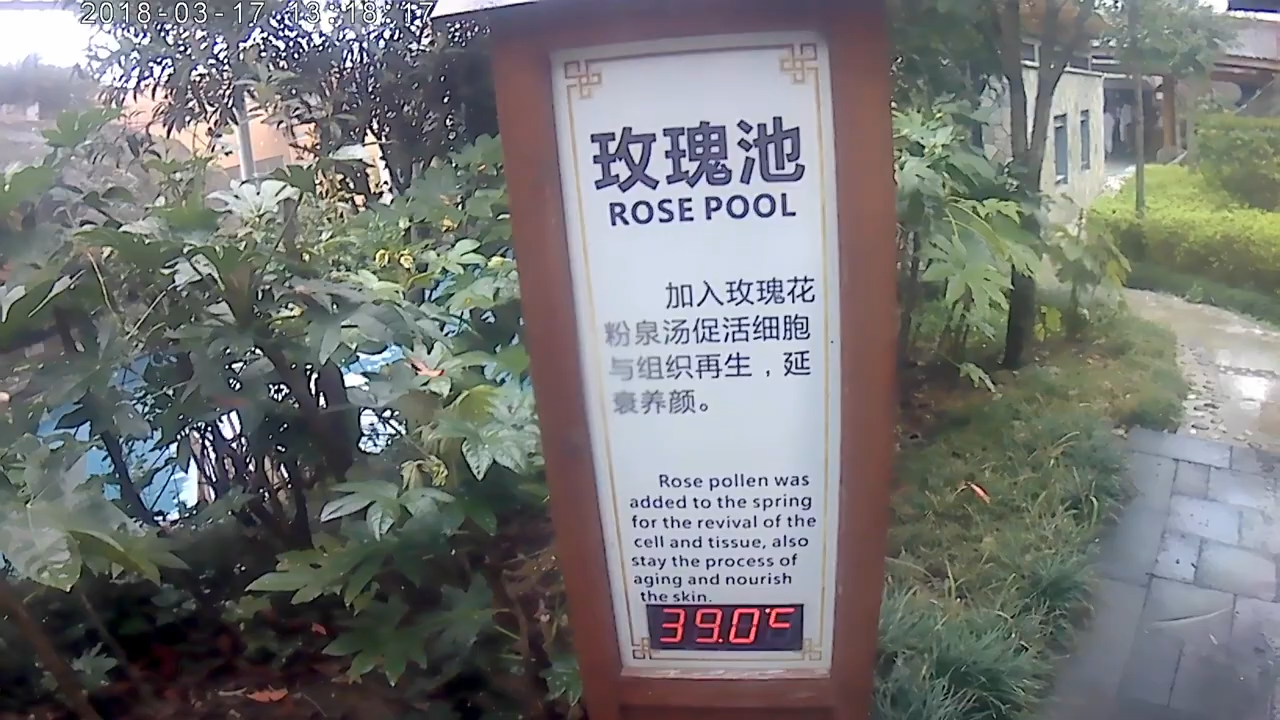 2018-03-17 13:18:17
玫瑰池
ROSE POOL
加入玫瑰花
粉泉汤促活细胞
与组织再生，延
衰养颜。
Rose pollen was
added to the spring
for the revival of the
cell and tissue, also
stay the process of
aging and nourish
the skin.
39.0℃